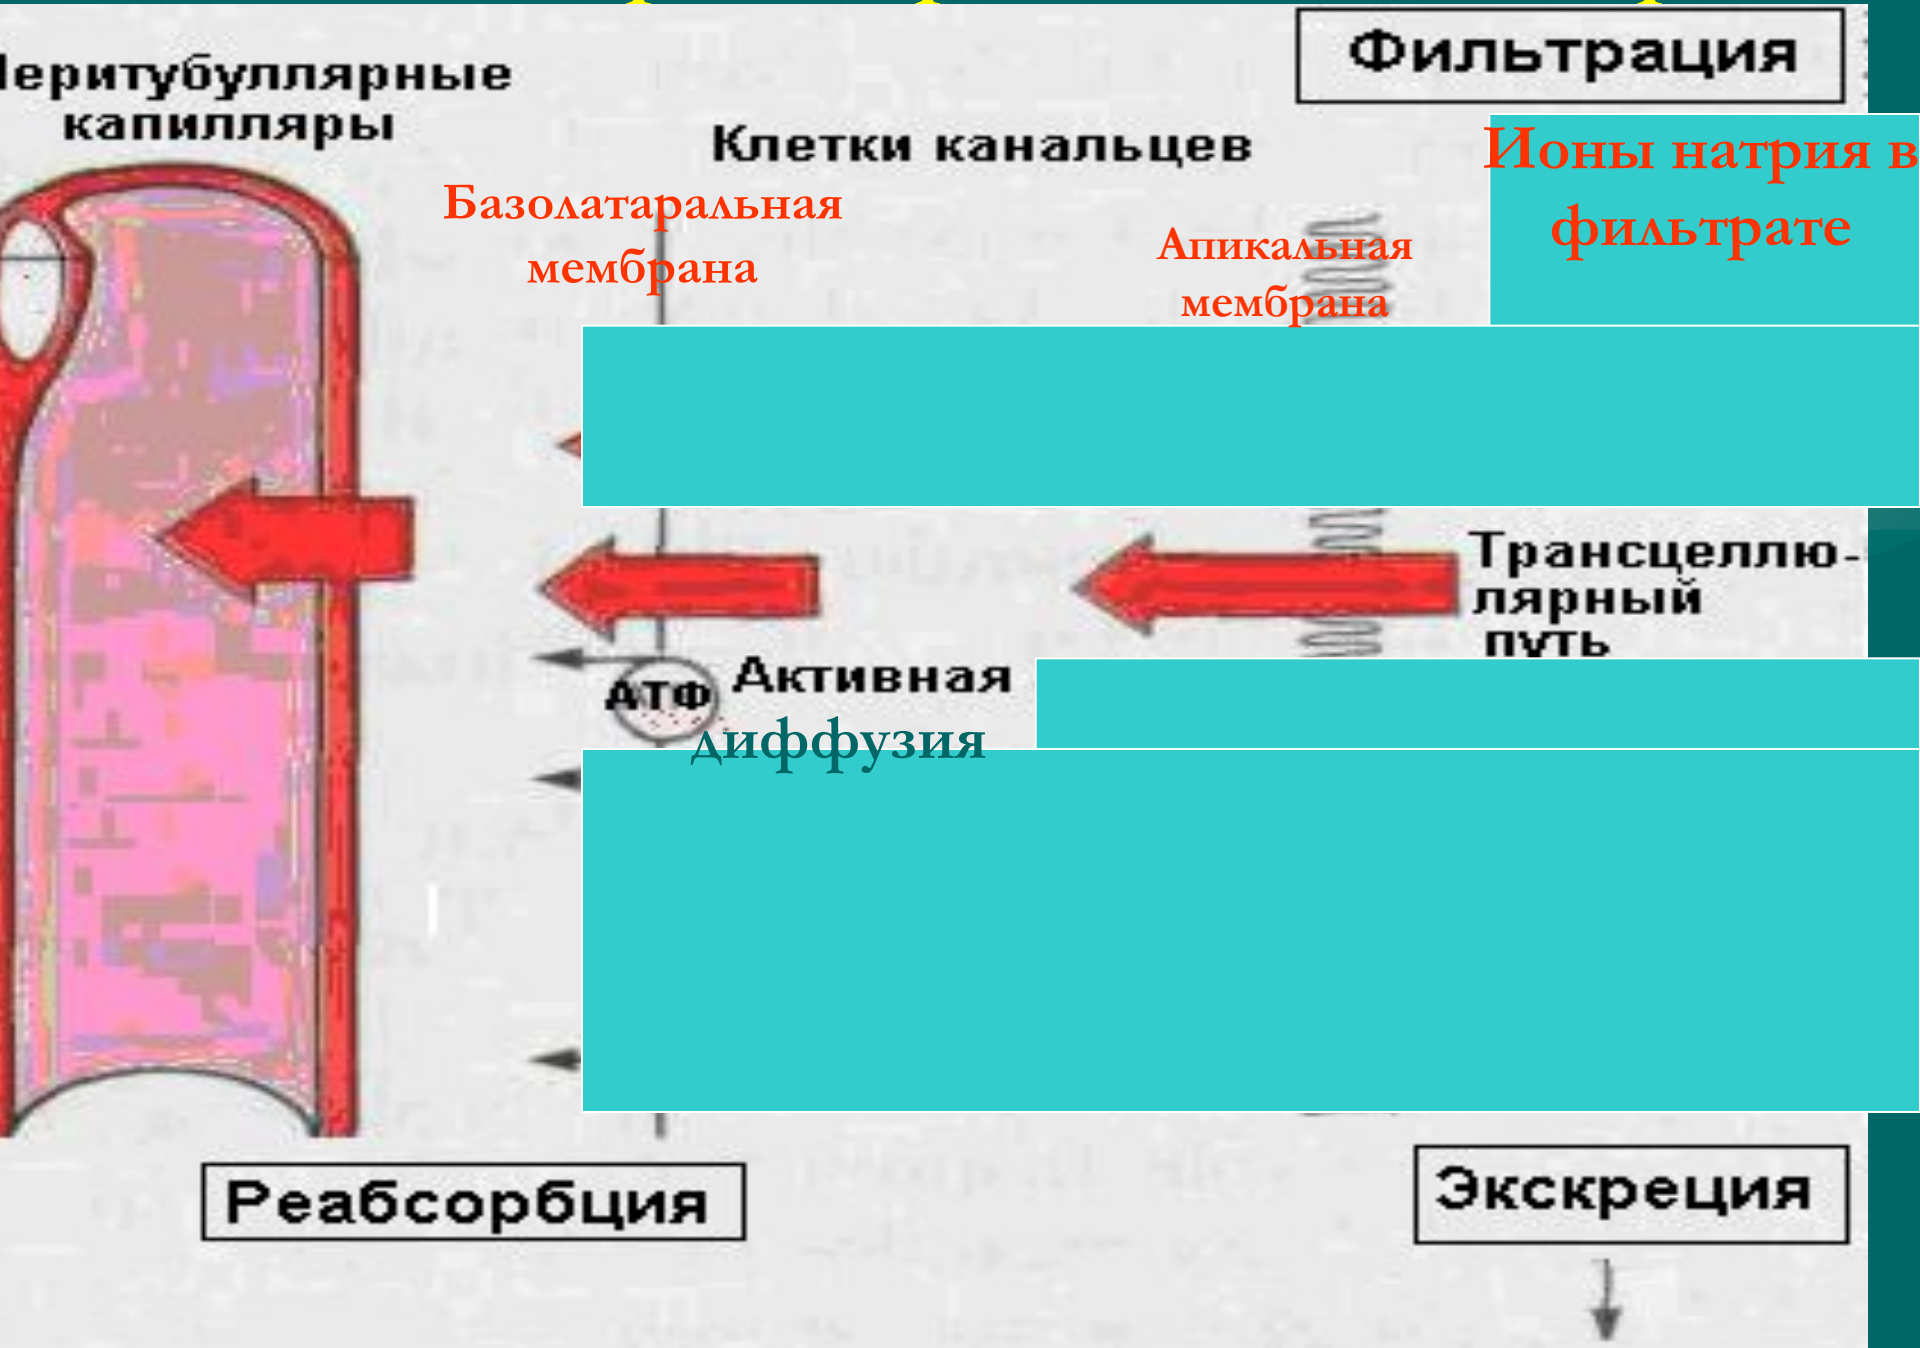 Фильтрация
Перитубуллярные
капилляры
Клетки канальцев
Ионы натрия в
фильтрате
Базолатаральная
мембрана
Апикальная
мембрана
Трансцеллю-
лярный
путь
АТФ
Активная
диффузия
Реабсорбция
Экскреция